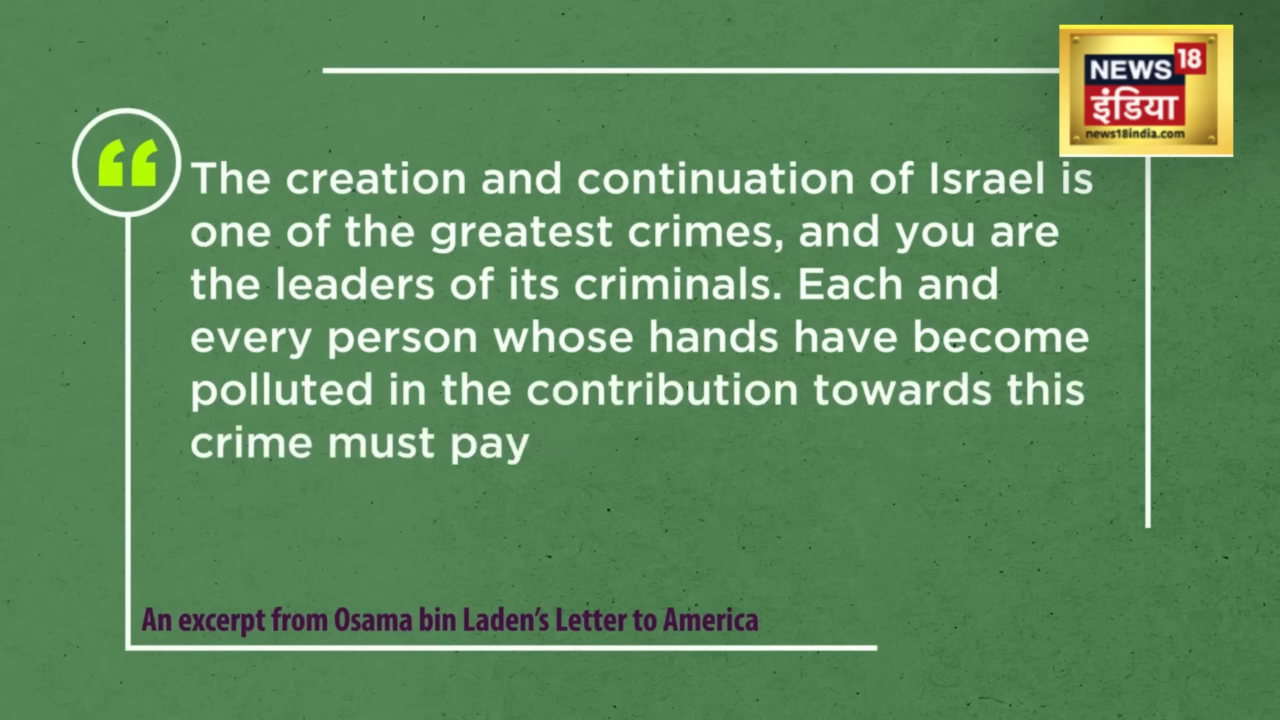 NEWS 18
इंडिया
news18india.com
“
The creation and continuation of Israel is
one of the greatest crimes, and you are
the leaders of its criminals. Each and
every person whose hands have become
polluted in the contribution towards this
crime must pay
An excerpt from Osama bin Laden’s Letter to America